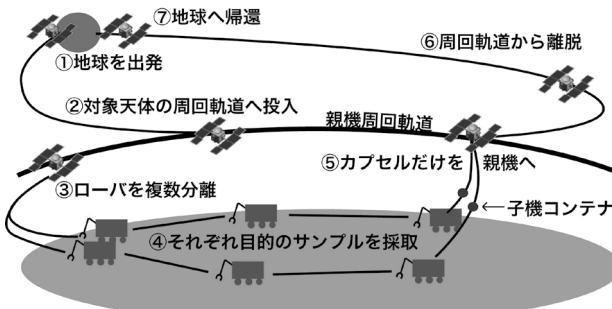 ⑦地球へ帰還
①地球を出発
⑥周回軌道から離脱
②対象天体の周回軌道へ投入
親機周回軌道
③ローバを複数分離
⑤カプセルだけを 親機へ
←子機コンテナ
④それぞれ目的のサンプルを採取